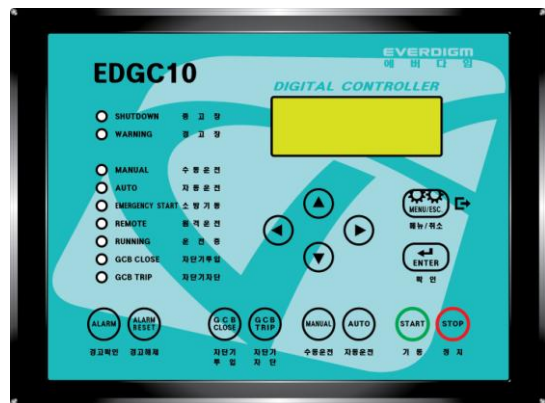 EVERDIGM
에 버 다 임
EDGC10
DIGITAL CONTROLLER
SHUTDOWN 중 고 장
WARNING 경 고 장
MANUAL 수 동 운 전
AUTO 자 동 운 전
EMERGENCY START 소 방 기 동
REMOTE 원 격 운 전
RUNNING 운 전 중
GCB CLOSE 차단기투입
GCB TRIP 차단기차단
MENU/ESC.
메뉴/취소
ENTER
확 인
ALARM
경고확인
ALARM
RESET
경고해제
GCB
CLOSE
차단기
투 입
GCB
TRIP
차단기
차 단
MANUAL
수동운전
AUTO
자동운전
START
기 동
STOP
정 지